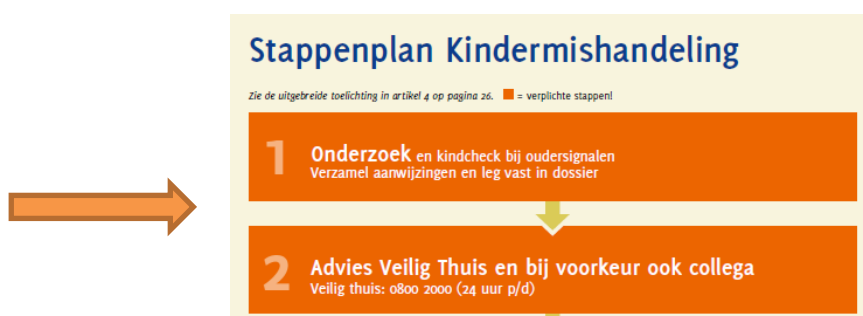 Stappenplan Kindermishandeling
Zie de uitgebreide toelichting in artikel 4 op pagina 26. = verplichte stappen!
1 Onderzoek en kindcheck bij oudersignalen
Verzamel aanwijzingen en leg vast in dossier
2 Advies Veilig Thuis en bij voorkeur ook collega
Veilig thuis: 0800 2000 (24 uur p/d)